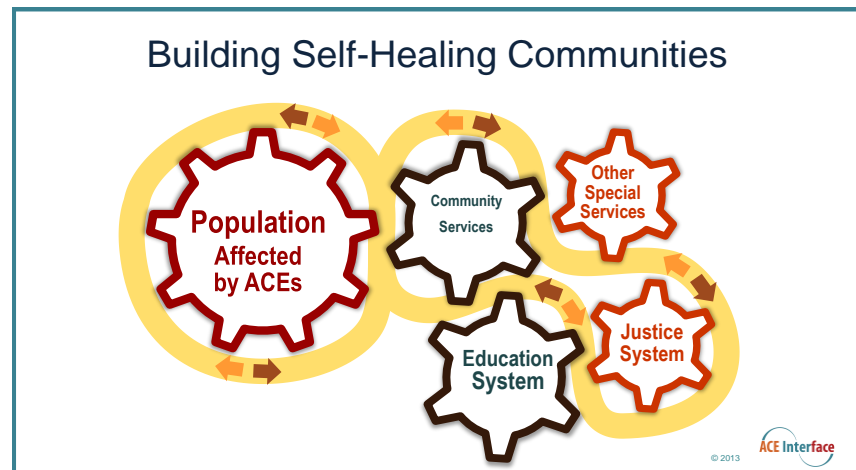 Building Self-Healing Communities
Population
Affected
by ACEs
Community
Services
Other
Special
Services
Education
System
Justice
System
© 2013
ACE Interface